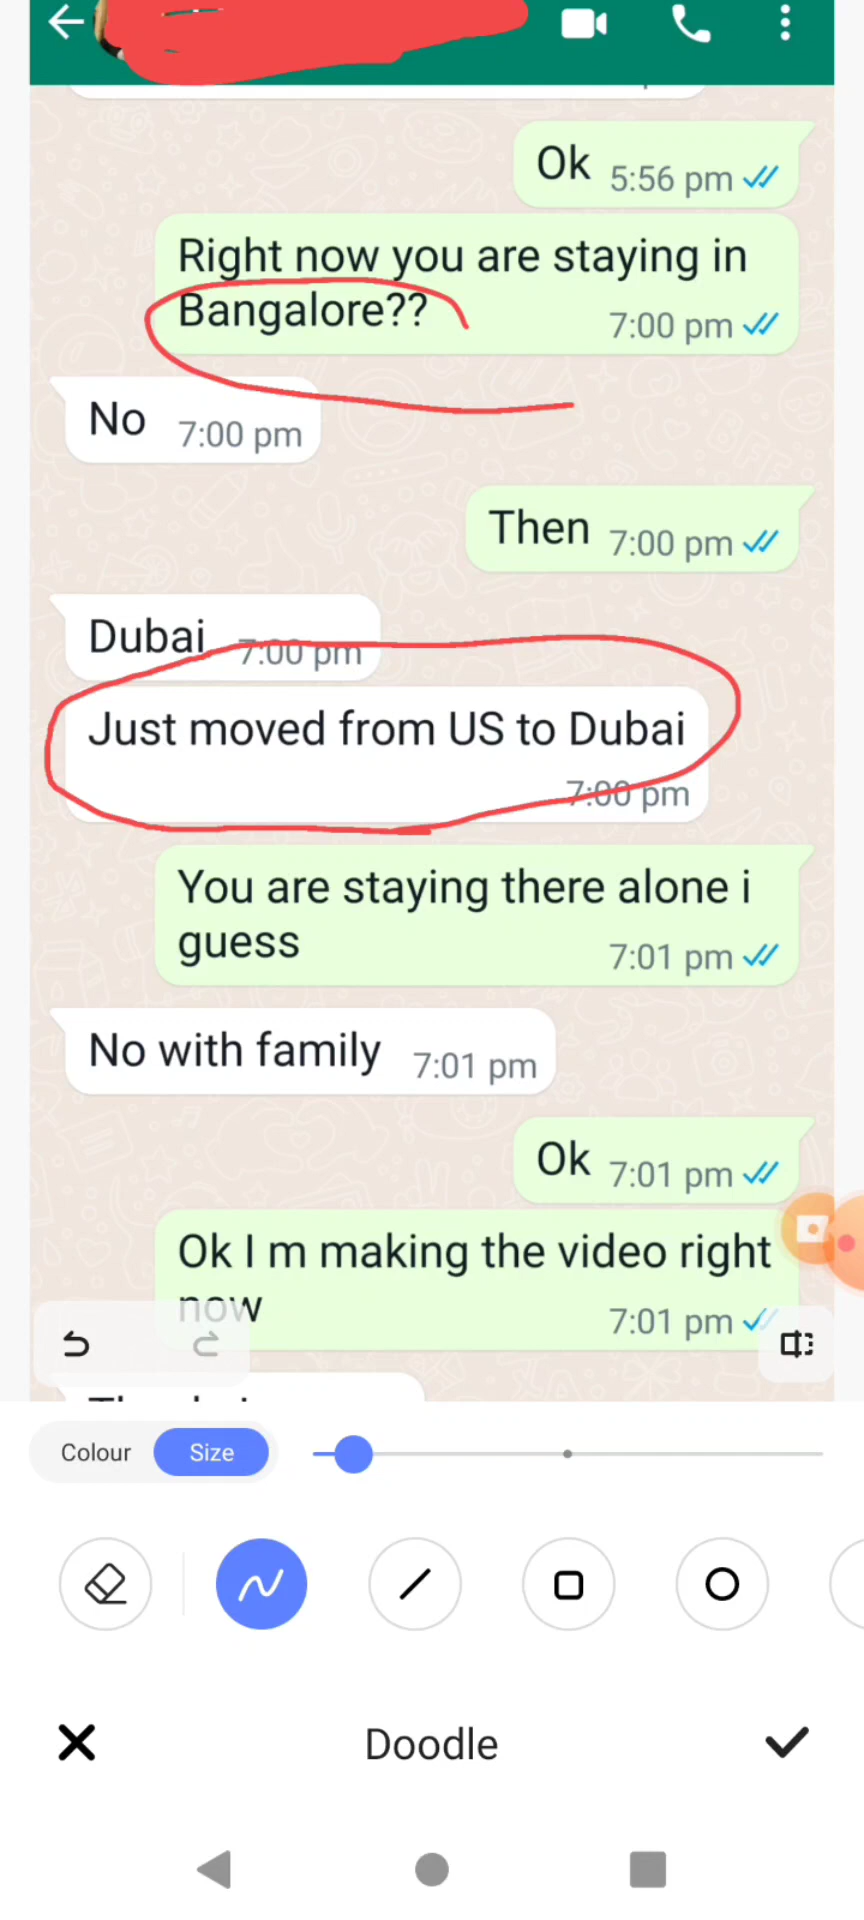 Ok 5:56 pm
Right now you are staying in
Bangalore?? 7:00 pm
No 7:00 pm
Then 7:00 pm
Dubai 7:00 pm
Just moved from US to Dubai
7:00 pm
You are staying there alone i
guess 7:01 pm
No with family 7:01 pm
Ok 7:01 pm
Ok I m making the video right
now 7:01 pm
Colour Size
Doodle